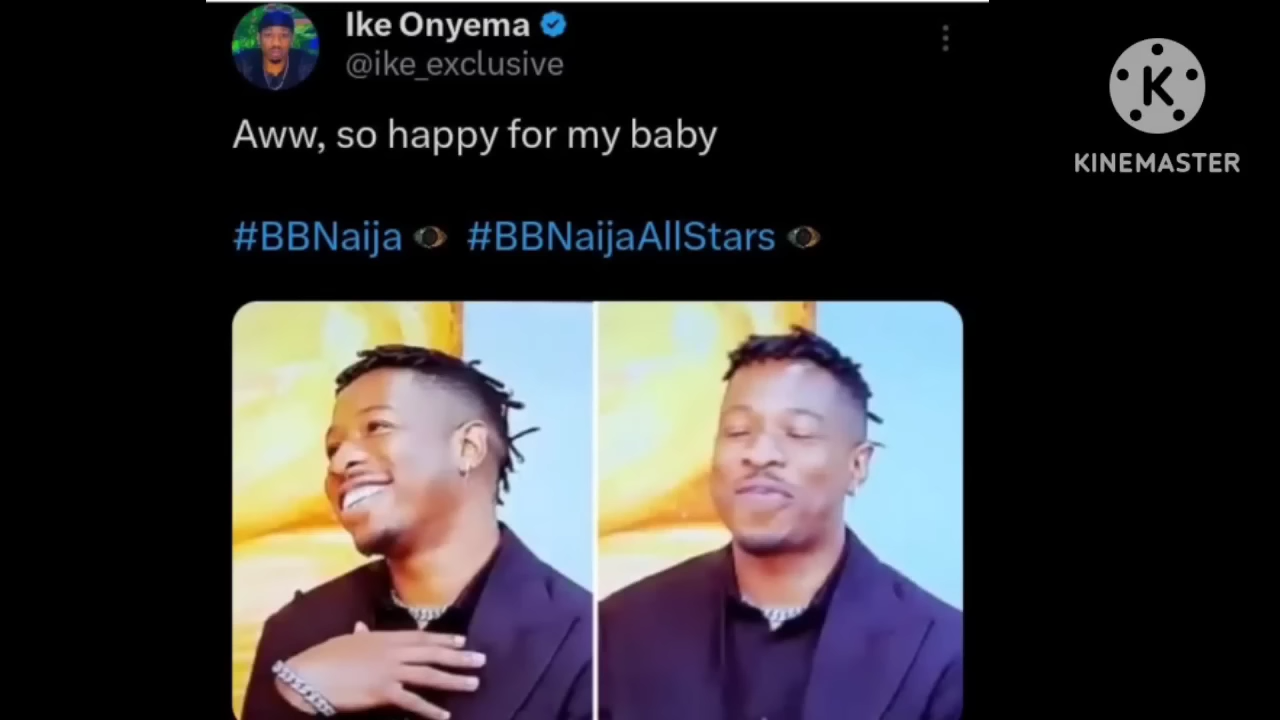 Ike Onyema
@ike_exclusive
Aww, so happy for my baby
#BBNaija 👁 #BBNaijaAllStars 👁
K
KINEMASTER